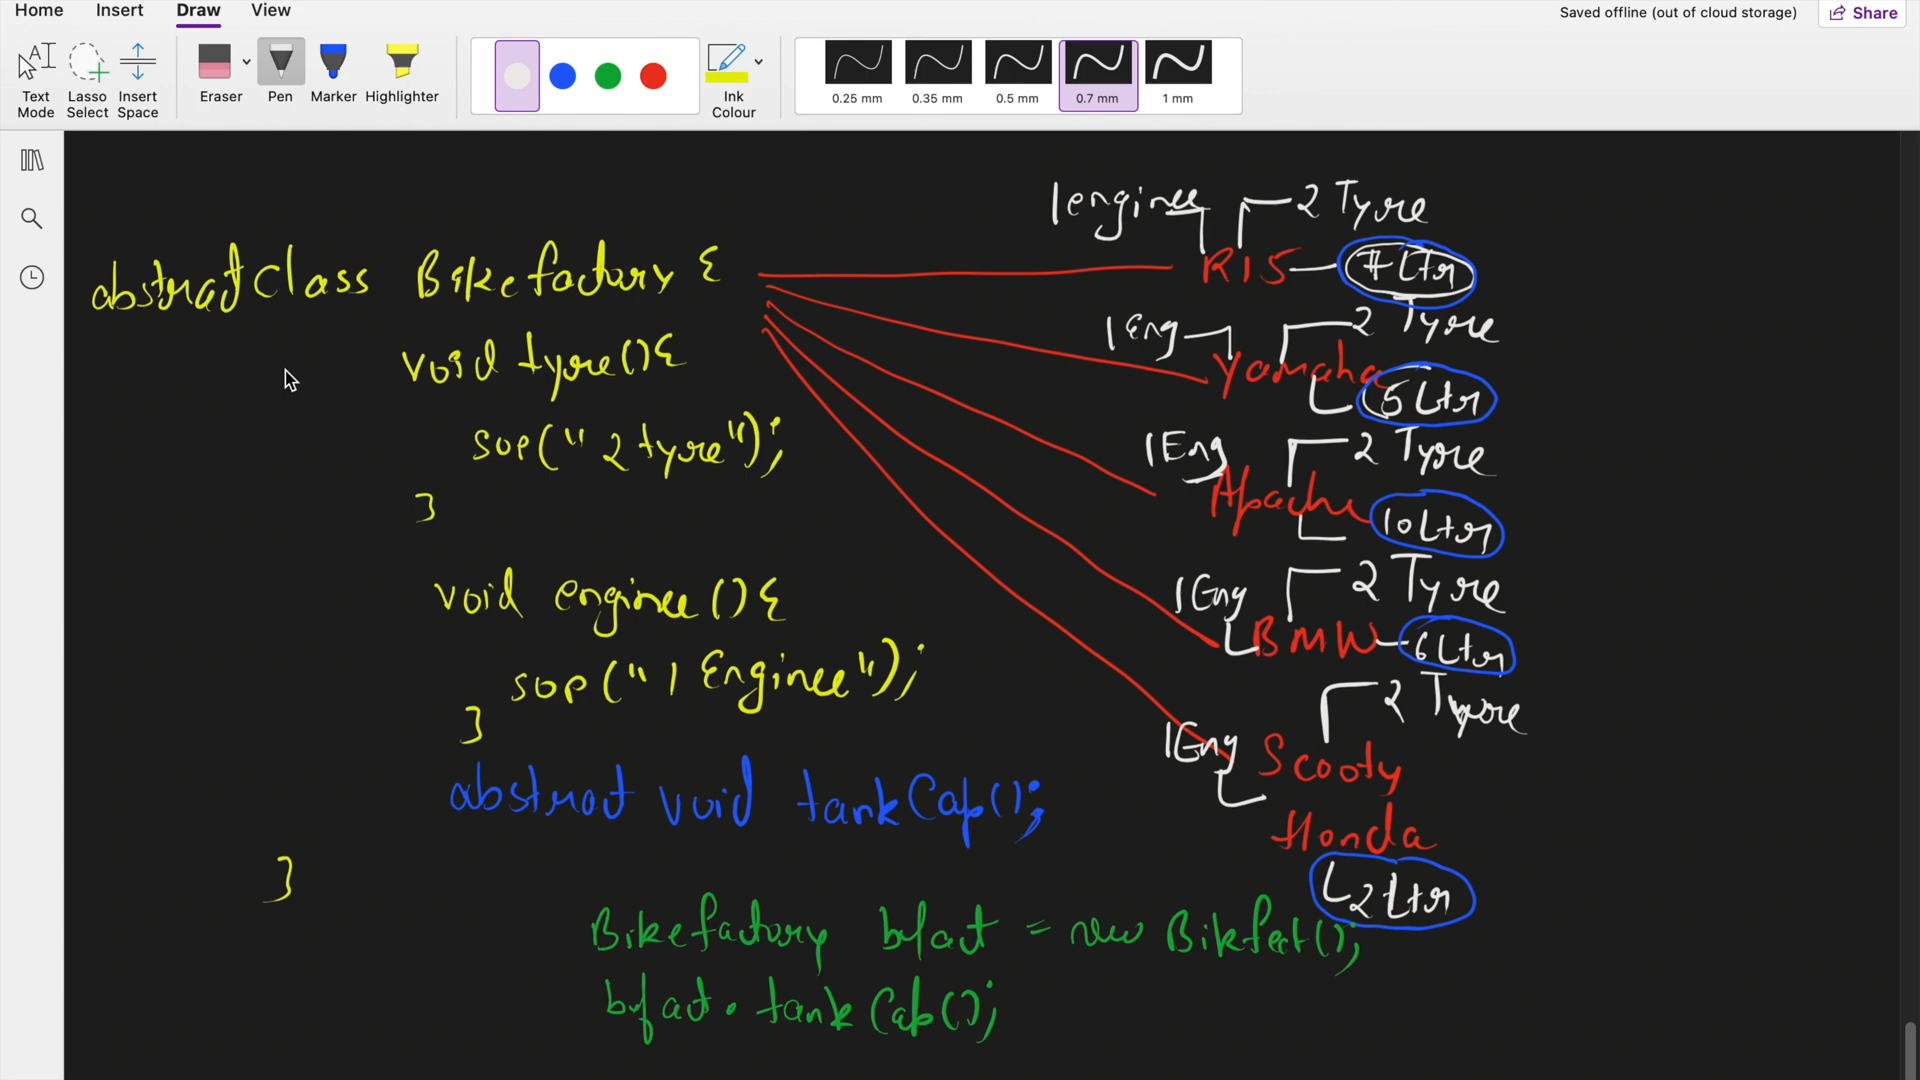 Home Insert Draw View
Saved offline (out of cloud storage) Share
Text Mode
Lasso Select
Insert Space
Eraser
Pen
Marker
Highlighter
Ink Colour
0.25 mm
0.35 mm
0.5 mm
0.7 mm
1 mm
abstract class Bikefactory {
void tyre(){
sop(" 2 tyre");
}
void enginee (){
sop(" 1 Enginee");
}
abstract void tankCap();
}
Bikefactory bfact = new Bikfact();
bfact.tankCap();
1 enginee 2 Tyre
R15 Ltr
1 Eng 2 Tyre
Yamaha
5 Ltr
1 Eng 2 Tyre
Apache 10 Ltr
1 Eng 2 Tyre
BMW 6 Ltr
2 Tyre
1 Eng Scooty
Honda
2 Ltr